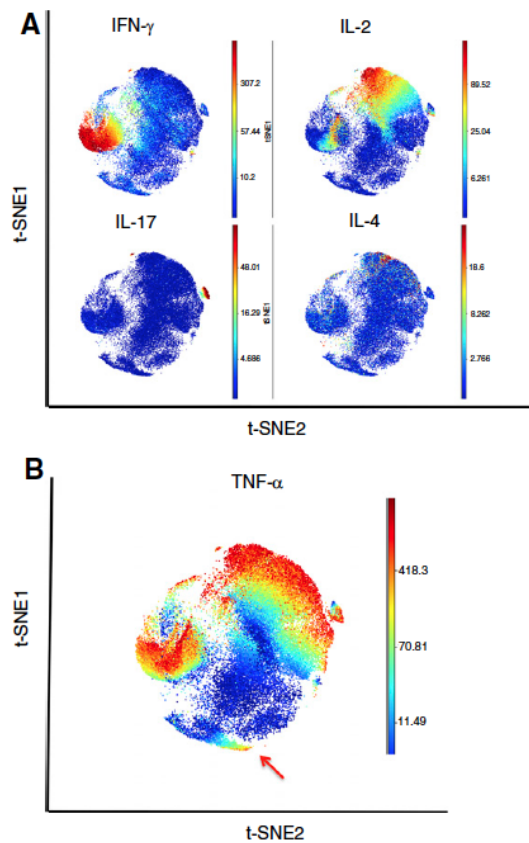 A
IFN-γ
IL-2
307.2
57.44
10.2
tSNE1
89.52
25.04
6.261
t-SNE1
IL-17
IL-4
48.01
16.29
4.686
tSNE1
18.6
8.262
2.766
t-SNE2
B
TNF-α
t-SNE1
418.3
70.81
11.49
t-SNE2